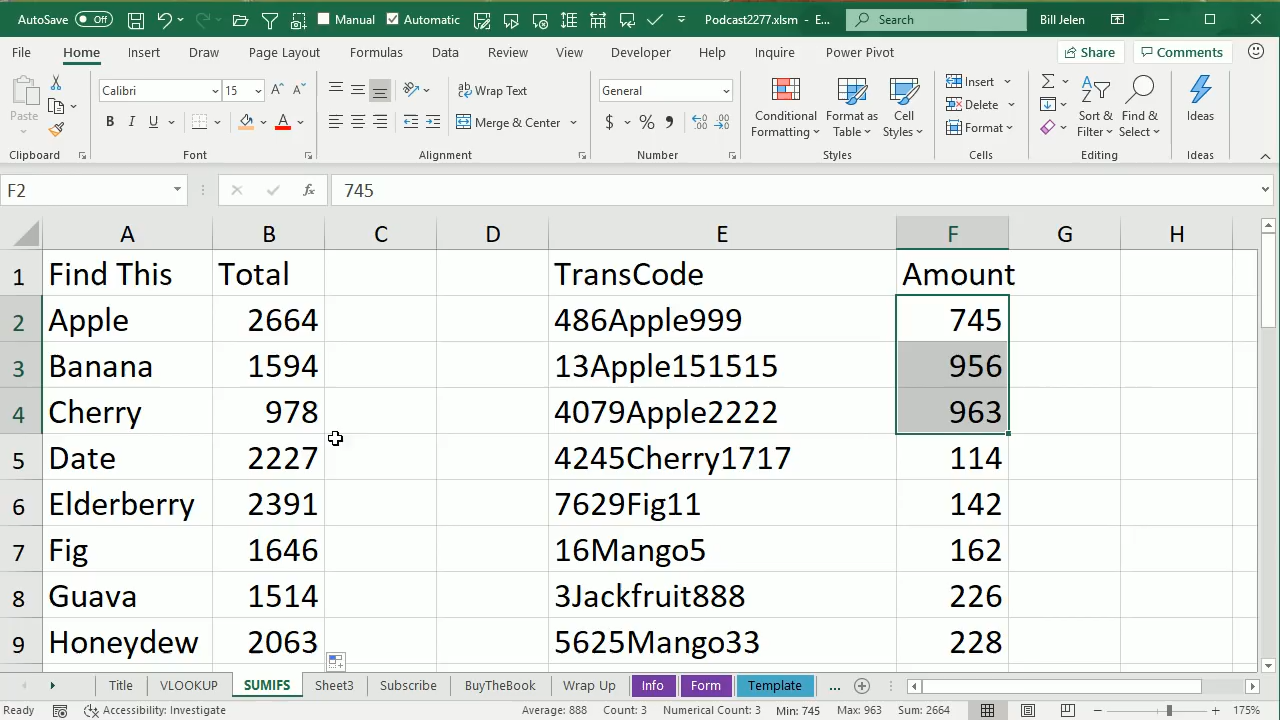 AutoSave Off Manual Automatic Podcast2277.xlsm - E... Search Bill Jelen
File Home Insert Draw Page Layout Formulas Data Review View Developer Help Inquire Power Pivot Share Comments
Paste Calibri 15 A A Wrap Text General Conditional Formatting Format as Table Cell Styles Insert Sort & Filter Find & Select Ideas
B I U A Merge & Center $ % Delete
Format
Clipboard Font Alignment Number Styles Cells Editing Ideas
F2 fx 745
A B C D E F G H
1 Find This Total TransCode Amount
2 Apple 2664 486Apple999 745
3 Banana 1594 13Apple151515 956
4 Cherry 978 4079Apple2222 963
5 Date 2227 4245Cherry1717 114
6 Elderberry 2391 7629Fig11 142
7 Fig 1646 16Mango5 162
8 Guava 1514 3Jackfruit888 226
9 Honeydew 2063 5625Mango33 228
Title VLOOKUP SUMIFS Sheet3 Subscribe BuyTheBook Wrap Up Info Form Template ...
Ready Accessibility: Investigate Average: 888 Count: 3 Numerical Count: 3 Min: 745 Max: 963 Sum: 2664 175%